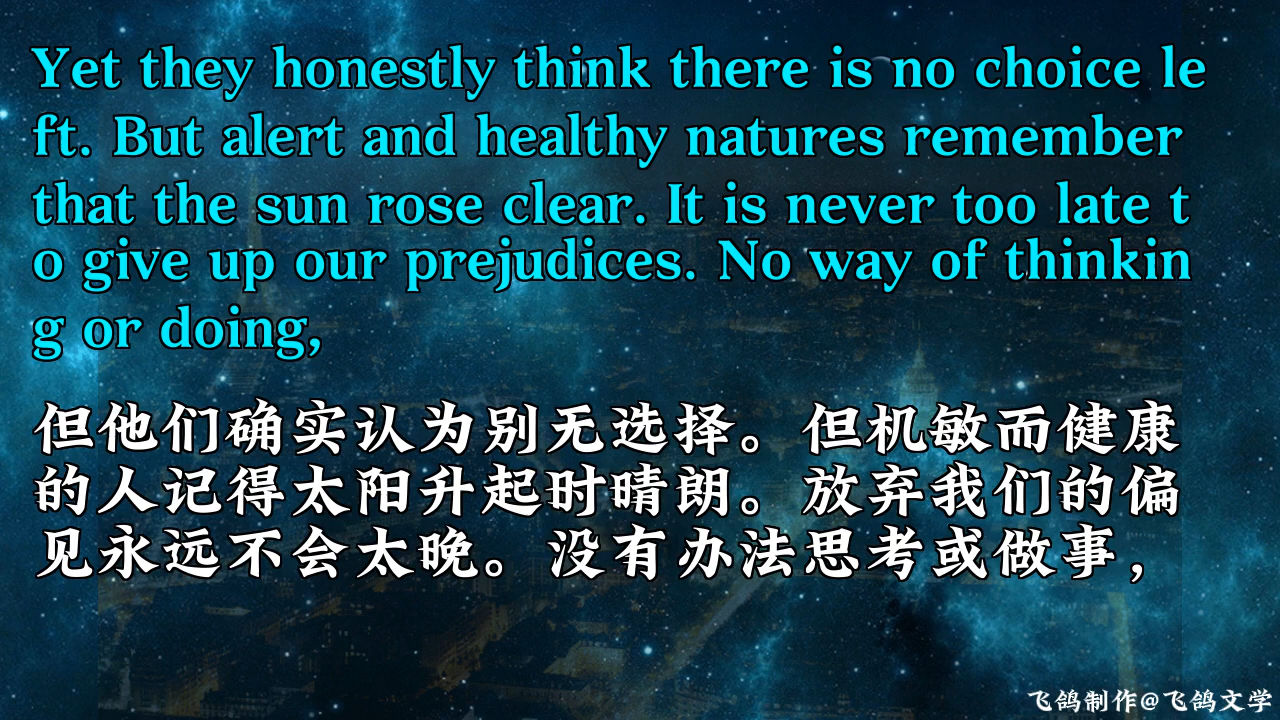 Yet they honestly think there is no choice le
ft. But alert and healthy natures remember
that the sun rose clear. It is never too late t
o give up our prejudices. No way of thinkin
g or doing,
但他们确实认为别无选择。但机敏而健康
的人记得太阳升起时晴朗。放弃我们的偏
见永远不会太晚。没有办法思考或做事，
飞鸽制作@飞鸽文学